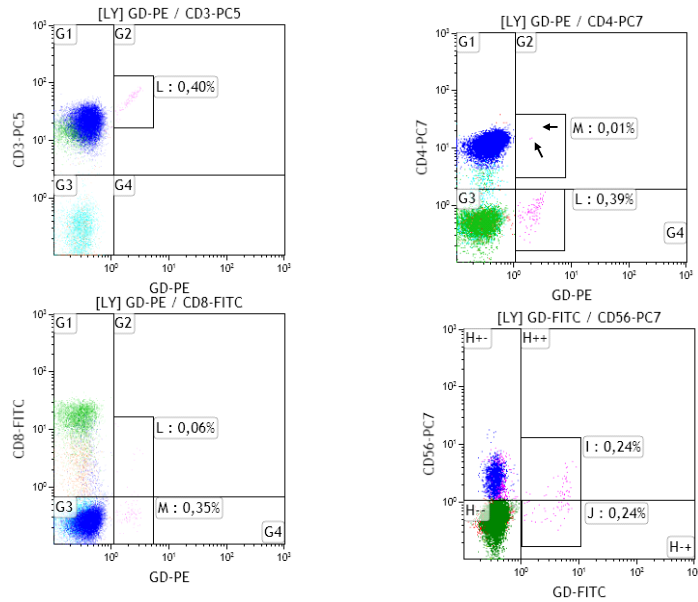 [LY] GD-PE / CD3-PC5
10³
G1
G2
10²
L : 0,40%
CD3-PC5
10¹
G3
G4
10⁰
10⁰
10¹
10²
10³
GD-PE
[LY] GD-PE / CD4-PC7
10³
G1
G2
10²
M : 0,01%
CD4-PC7
10¹
G3
L : 0,39%
10⁰
G4
10⁰
10¹
10²
10³
GD-PE
[LY] GD-PE / CD8-FITC
10³
G1
G2
10²
L : 0,06%
CD8-FITC
10¹
10⁰
G3
M : 0,35%
G4
10⁰
10¹
10²
10³
GD-PE
[LY] GD-FITC / CD56-PC7
10³
H+-
H++
10²
CD56-PC7
10¹
I : 0,24%
10⁰
H--
J : 0,24%
H-+
10⁰
10¹
10²
10
GD-FITC